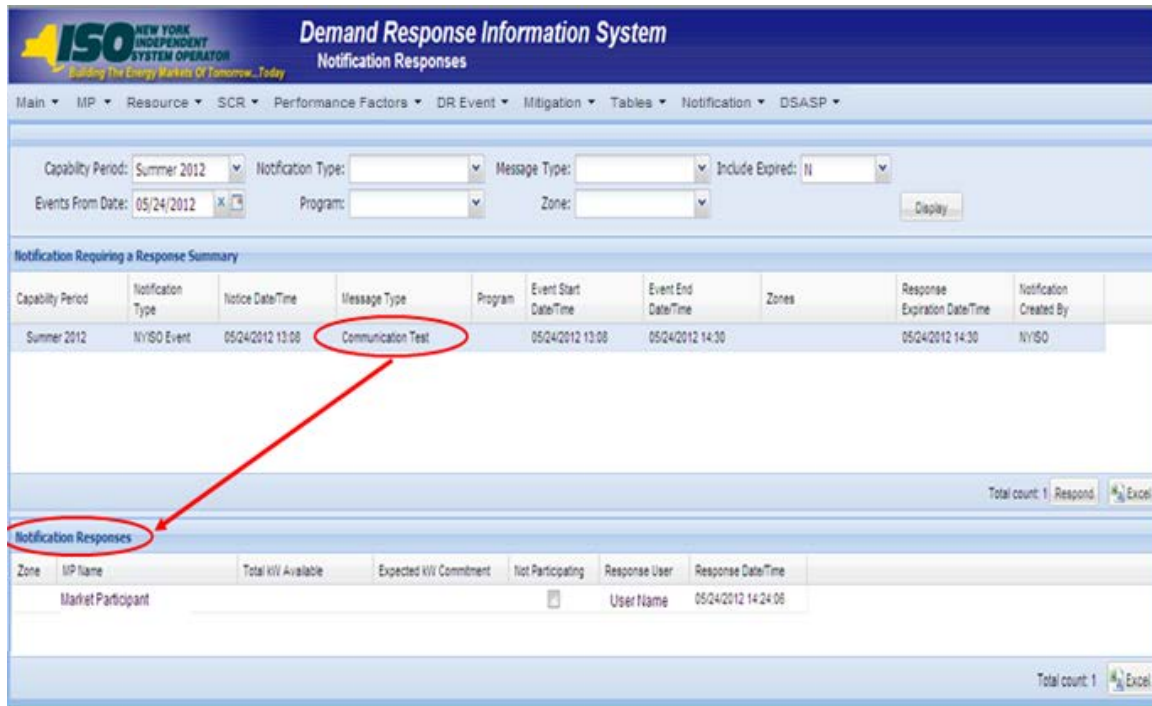 ISO NEW YORK INDEPENDENT SYSTEM OPERATOR
Building The Energy Markets Of Tomorrow...Today
Demand Response Information System
Notification Responses
Main MP Resource SCR Performance Factors DR Event Mitigation Tables Notification DSASP
Capability Period: Summer 2012 Notification Type: Message Type: Include Expired: N
Events From Date: 05/24/2012 Program: Zone: Display
Notification Requiring a Response Summary
Capability Period Notification Type Notice Date/Time Message Type Program Event Start Date/Time Event End Date/Time Zones Response Expiration Date/Time Notification Created By
Summer 2012 NYISO Event 05/24/2012 13:08 Communication Test 05/24/2012 13:08 05/24/2012 14:30 05/24/2012 14:30 NYISO
Total count: 1 Respond Excel
Notification Responses
Zone MP Name Total kW Available Expected kW Commitment Not Participating Response User Response Date/Time
Market Participant User Name 05/24/2012 14:24:06
Total count: 1 Excel